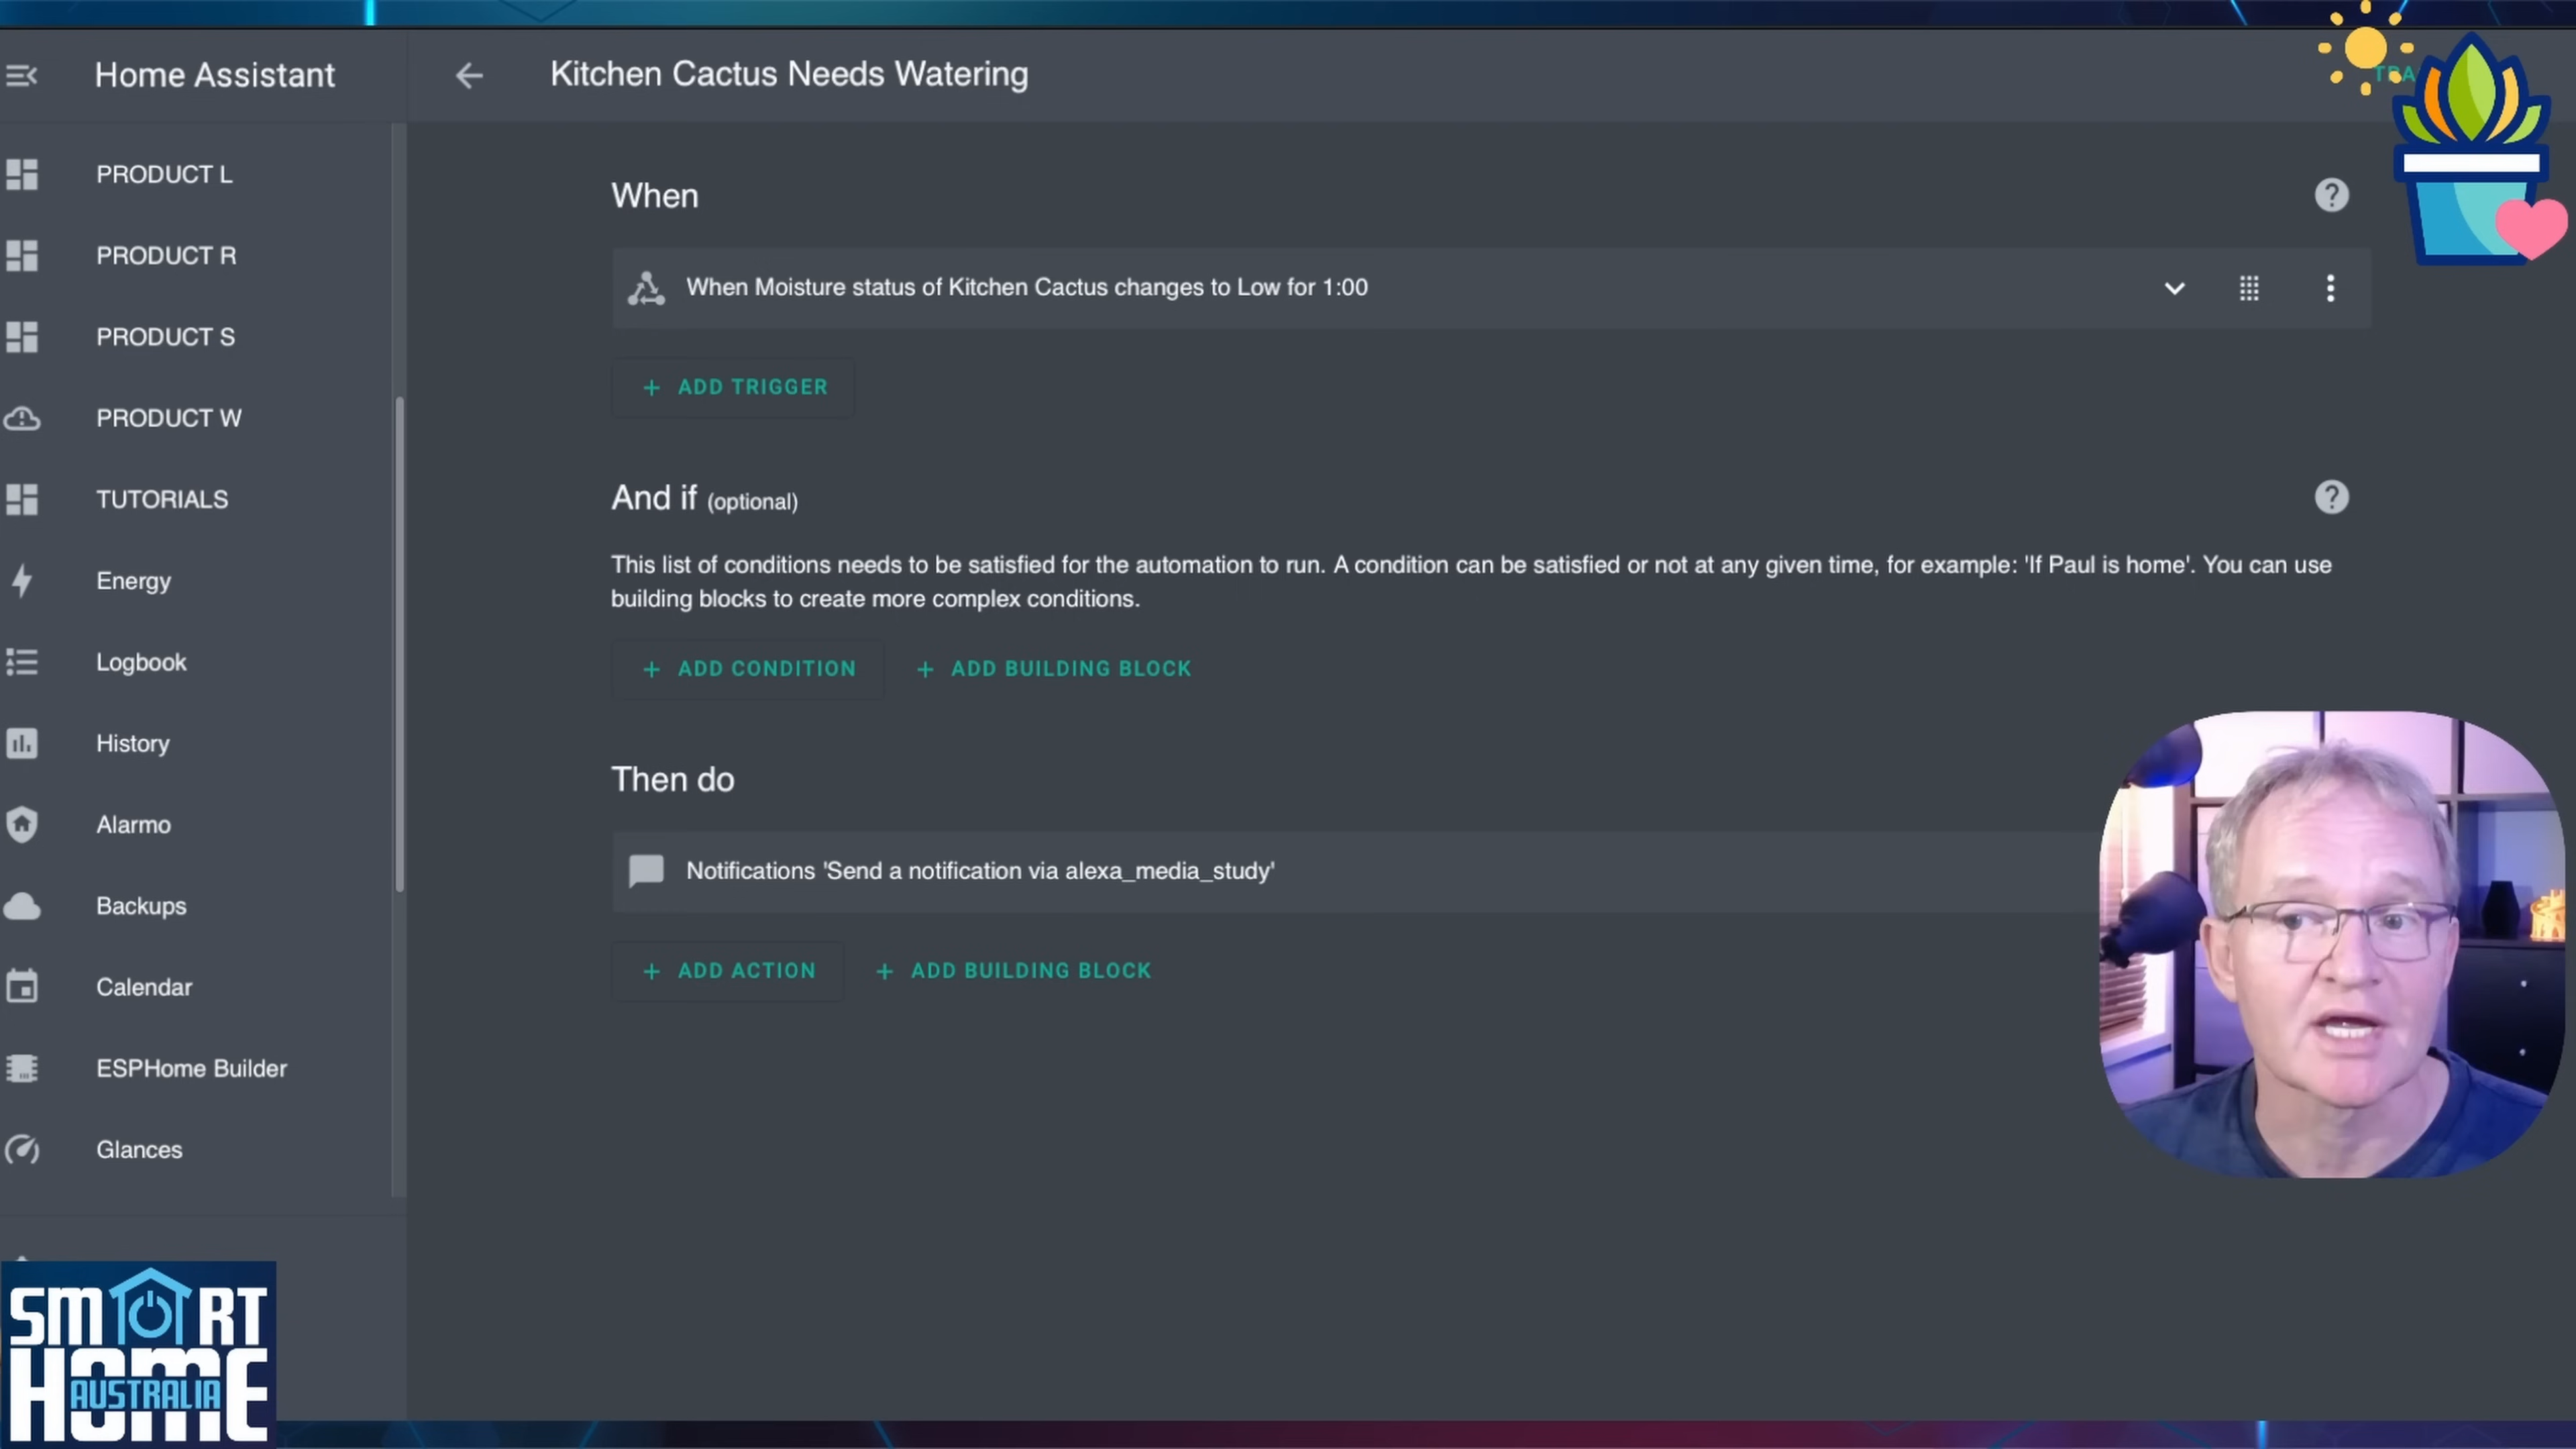 Home Assistant
Kitchen Cactus Needs Watering
PRODUCT L
PRODUCT R
PRODUCT S
PRODUCT W
TUTORIALS
Energy
Logbook
History
Alarmo
Backups
Calendar
ESPHome Builder
Glances
When
When Moisture status of Kitchen Cactus changes to Low for 1:00
+ ADD TRIGGER
And if (optional)
This list of conditions needs to be satisfied for the automation to run. A condition can be satisfied or not at any given time, for example: 'If Paul is home'. You can use
building blocks to create more complex conditions.
+ ADD CONDITION + ADD BUILDING BLOCK
Then do
Notifications 'Send a notification via alexa_media_study'
+ ADD ACTION + ADD BUILDING BLOCK
SMART
HOME
AUSTRALIA